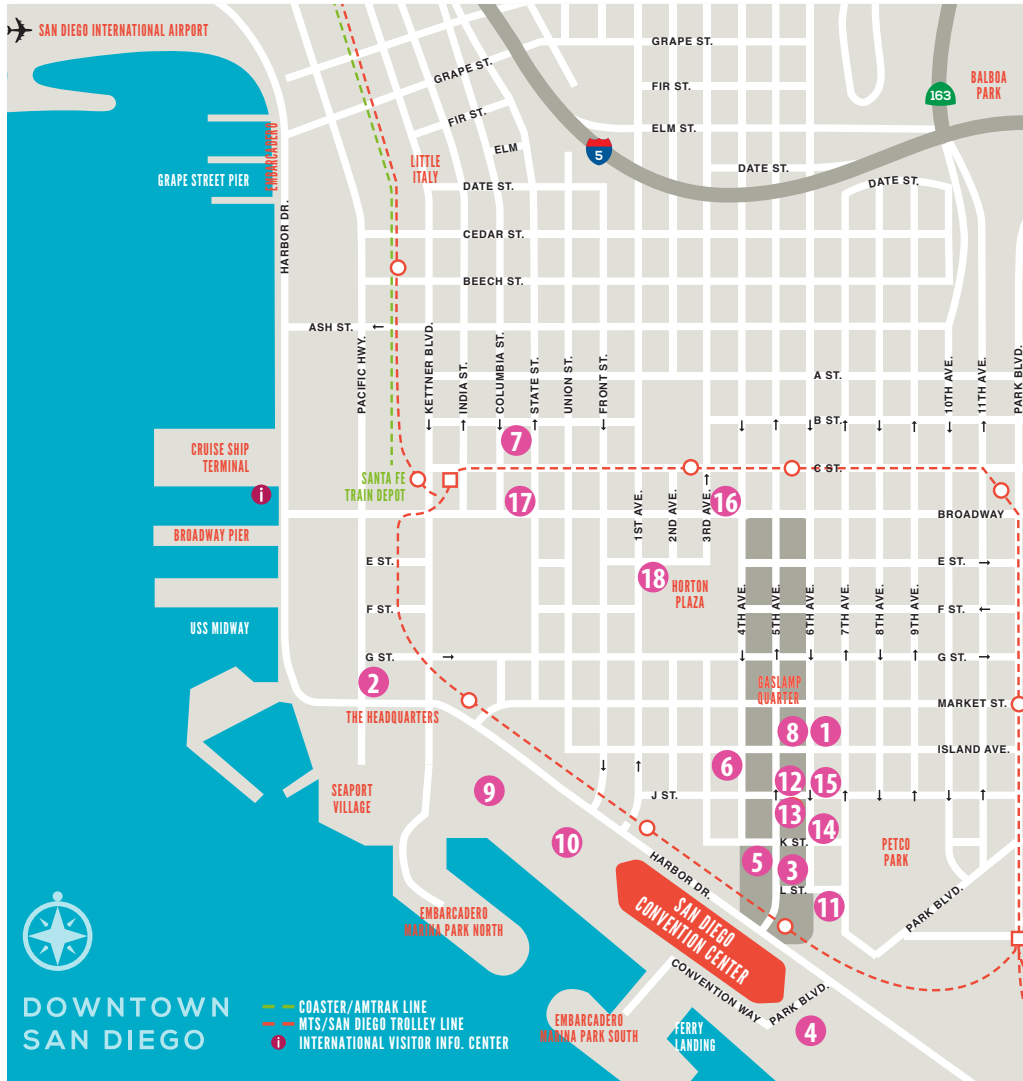 SAN DIEGO INTERNATIONAL AIRPORT
GRAPE ST.
GRAPE ST.
FIR ST.
FIR ST.
BALBOA
PARK
163
5
ELM ST.
ELM
EMBARCADERO
LITTLE
ITALY
GRAPE STREET PIER
DATE ST.
DATE ST.
DATE ST.
HARBOR DR.
CEDAR ST.
BEECH ST.
ASH ST.
PACIFIC HWY.
KETTNER BLVD.
INDIA ST.
COLUMBIA ST.
STATE ST.
UNION ST.
FRONT ST.
A ST.
10TH AVE.
11TH AVE.
PARK BLVD.
B ST.
7
CRUISE SHIP
TERMINAL
SANTA FE
TRAIN DEPOT
C ST.
i
17
1ST AVE.
2ND AVE.
3RD AVE.
16
BROADWAY
BROADWAY PIER
E ST.
E ST.
18
HORTON
PLAZA
4TH AVE.
5TH AVE.
6TH AVE.
7TH AVE.
8TH AVE.
9TH AVE.
F ST.
F ST.
USS MIDWAY
G ST.
G ST.
2
GASLAMP
QUARTER
MARKET ST.
THE HEADQUARTERS
8
1
ISLAND AVE.
6
SEAPORT
VILLAGE
9
12
15
J ST.
13
14
10
K ST.
PETCO
PARK
5
3
HARBOR DR.
L ST.
11
PARK BLVD.
EMBARCADERO
MARINA PARK NORTH
SAN DIEGO
CONVENTION CENTER
CONVENTION WAY
PARK BLVD.
4
EMBARCADERO
MARINA PARK SOUTH
FERRY
LANDING
DOWNTOWN
SAN DIEGO
COASTER/AMTRAK LINE
MTS/SAN DIEGO TROLLEY LINE
i INTERNATIONAL VISITOR INFO. CENTER